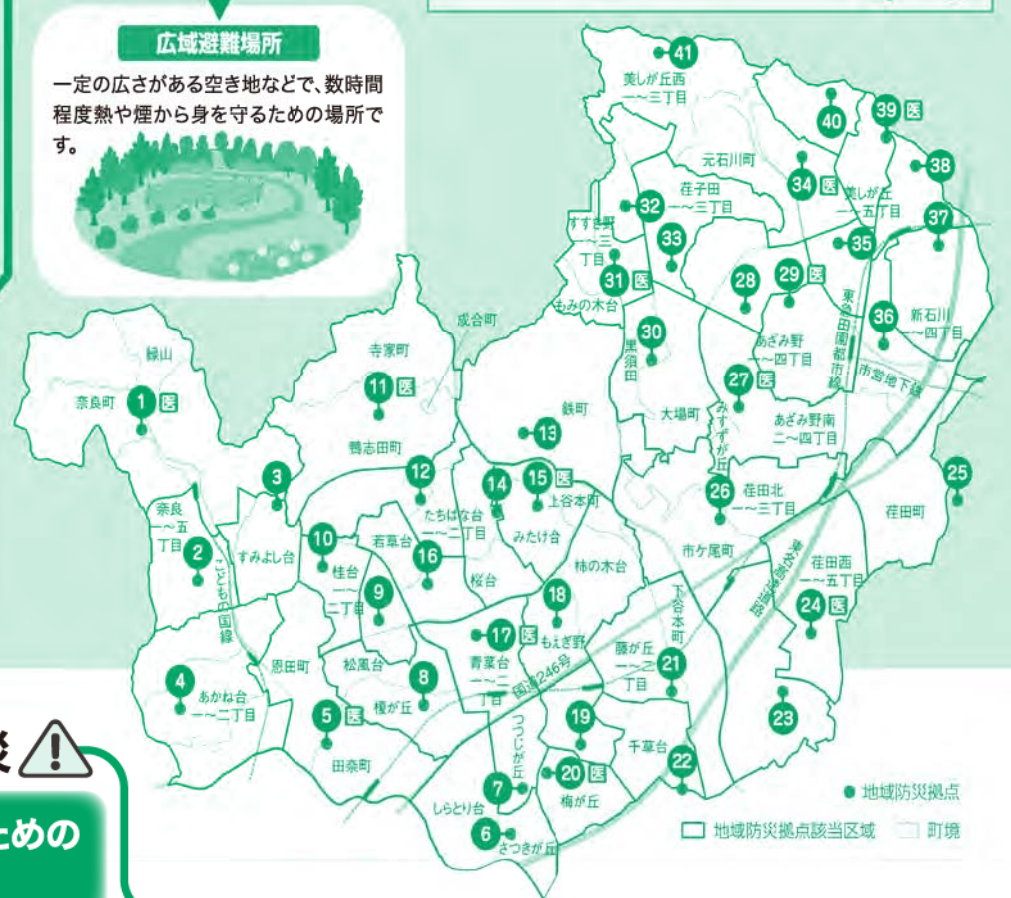 広域避難場所
一定の広さがある空き地などで、数時間
程度熱や煙から身を守るための場所で
す。
41
美しが丘西
一~三丁目
40
39 医
元石川町
38
34 医
美しが丘
一~五丁目
荏子田
一~三丁目
32
37
すすき野
一~三
丁目
33
35
31 医
28
29 医
もみの木台
36
新石川
一~四丁目
東急田園都市線
成合町
30
黒須田
あざみ野
一~四丁目
緑山
寺家町
市営地下鉄
奈良町
1 医
11 医
27 医
鉄町
大場町
みすずが丘
あざみ野南
二~四丁目
13
鴨志田町
3
12
14
15 医
上谷本町
26
荏田北
一~三丁目
25
荏田町
奈良
一~五
丁目
たちばな台
一~二丁目
みたけ台
10
若草台
市ケ尾町
東名高速道路
2
すみよし台
16
柿の木台
荏田西
一~五丁目
桂台
一~
二丁目
桜台
こどもの国線
9
18
下谷本町
24 医
17 医
もえぎ野
藤が丘
一~二
丁目
恩田町
松風台
青葉台
一~二
丁目
国道246号
21
4
あかね台
一~二丁目
8
榎が丘
5 医
19
23
つつじが丘
千草台
田奈町
22
7
20 医
梅が丘
しらとり台
6
さつきが丘
地域防災拠点
地域防災拠点該当区域
町境
災
ための